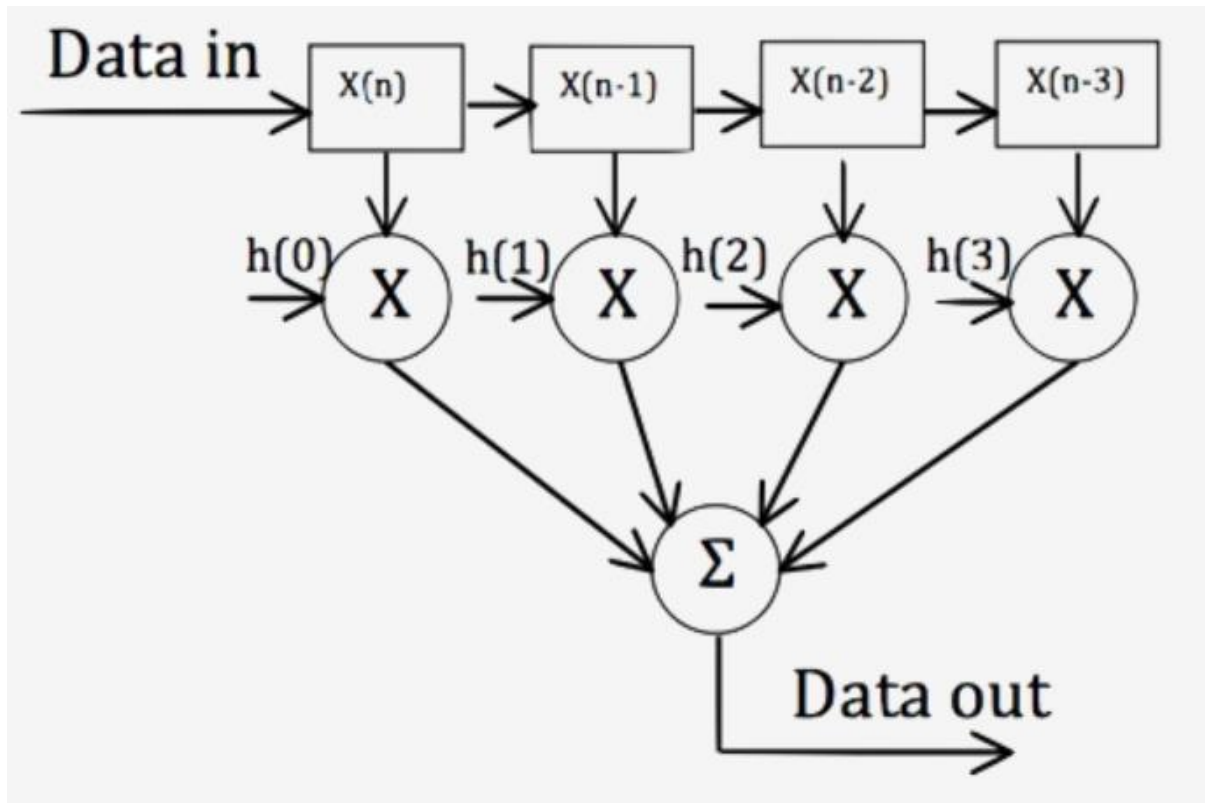 Data in
X(n) X(n-1) X(n-2) X(n-3)
h(0) h(1) h(2) h(3)
X X X X
Σ
Data out